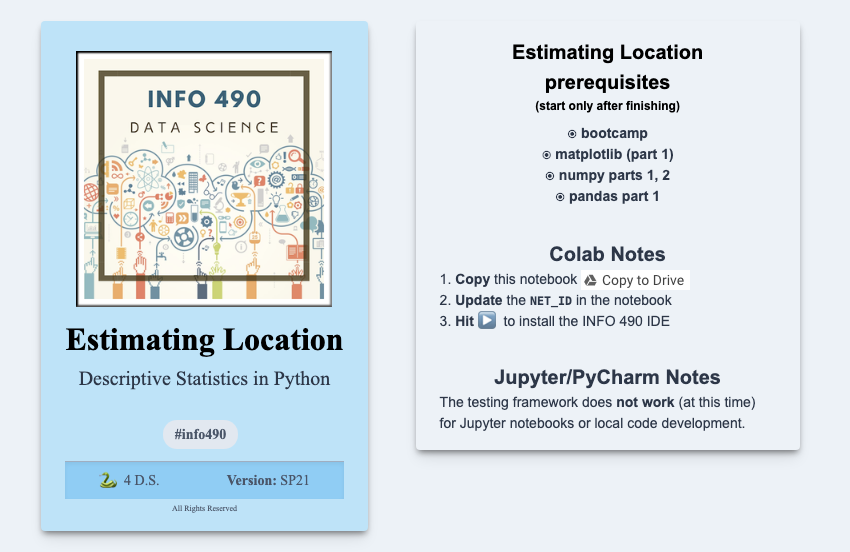 INFO 490
DATA SCIENCE
Estimating Location
Descriptive Statistics in Python
#info490
🐍 4 D.S.
Version: SP21
All Rights Reserved
Estimating Location
prerequisites
(start only after finishing)
⦿ bootcamp
⦿ matplotlib (part 1)
⦿ numpy parts 1, 2
⦿ pandas part 1
Colab Notes
1. Copy this notebook Copy to Drive
2. Update the NET_ID in the notebook
3. Hit ▶️ to install the INFO 490 IDE
Jupyter/PyCharm Notes
The testing framework does not work (at this time)
for Jupyter notebooks or local code development.